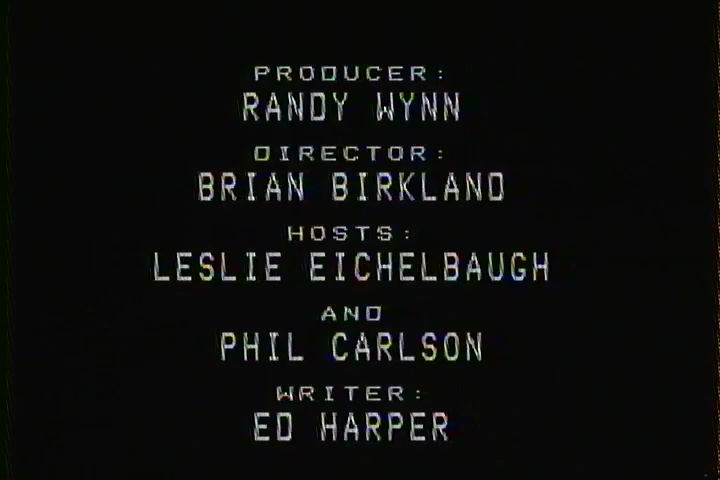 PRODUCER:
RANDY WYNN
DIRECTOR:
BRIAN BIRKLAND
HOSTS:
LESLIE EICHELBAUGH
AND
PHIL CARLSON
WRITER:
ED HARPER